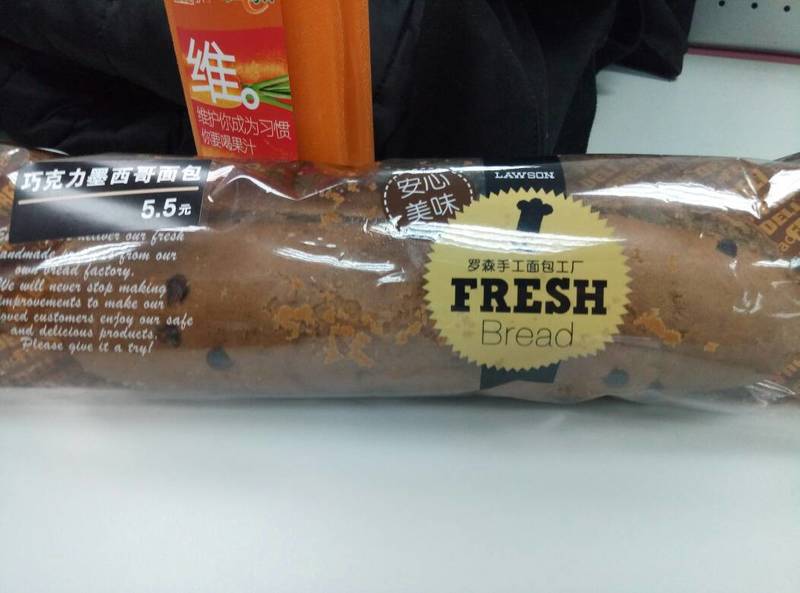 维。
维护你成为习惯
你要喝果汁
巧克力墨西哥面包
5.5元
deliver our fresh
from our
own bread factory.
We will never stop making
improvements to make our
loved customers enjoy our safe
and delicious products.
Please give it a try!
安心
美味
LAWSON
罗森手工面包工厂
FRESH
Bread